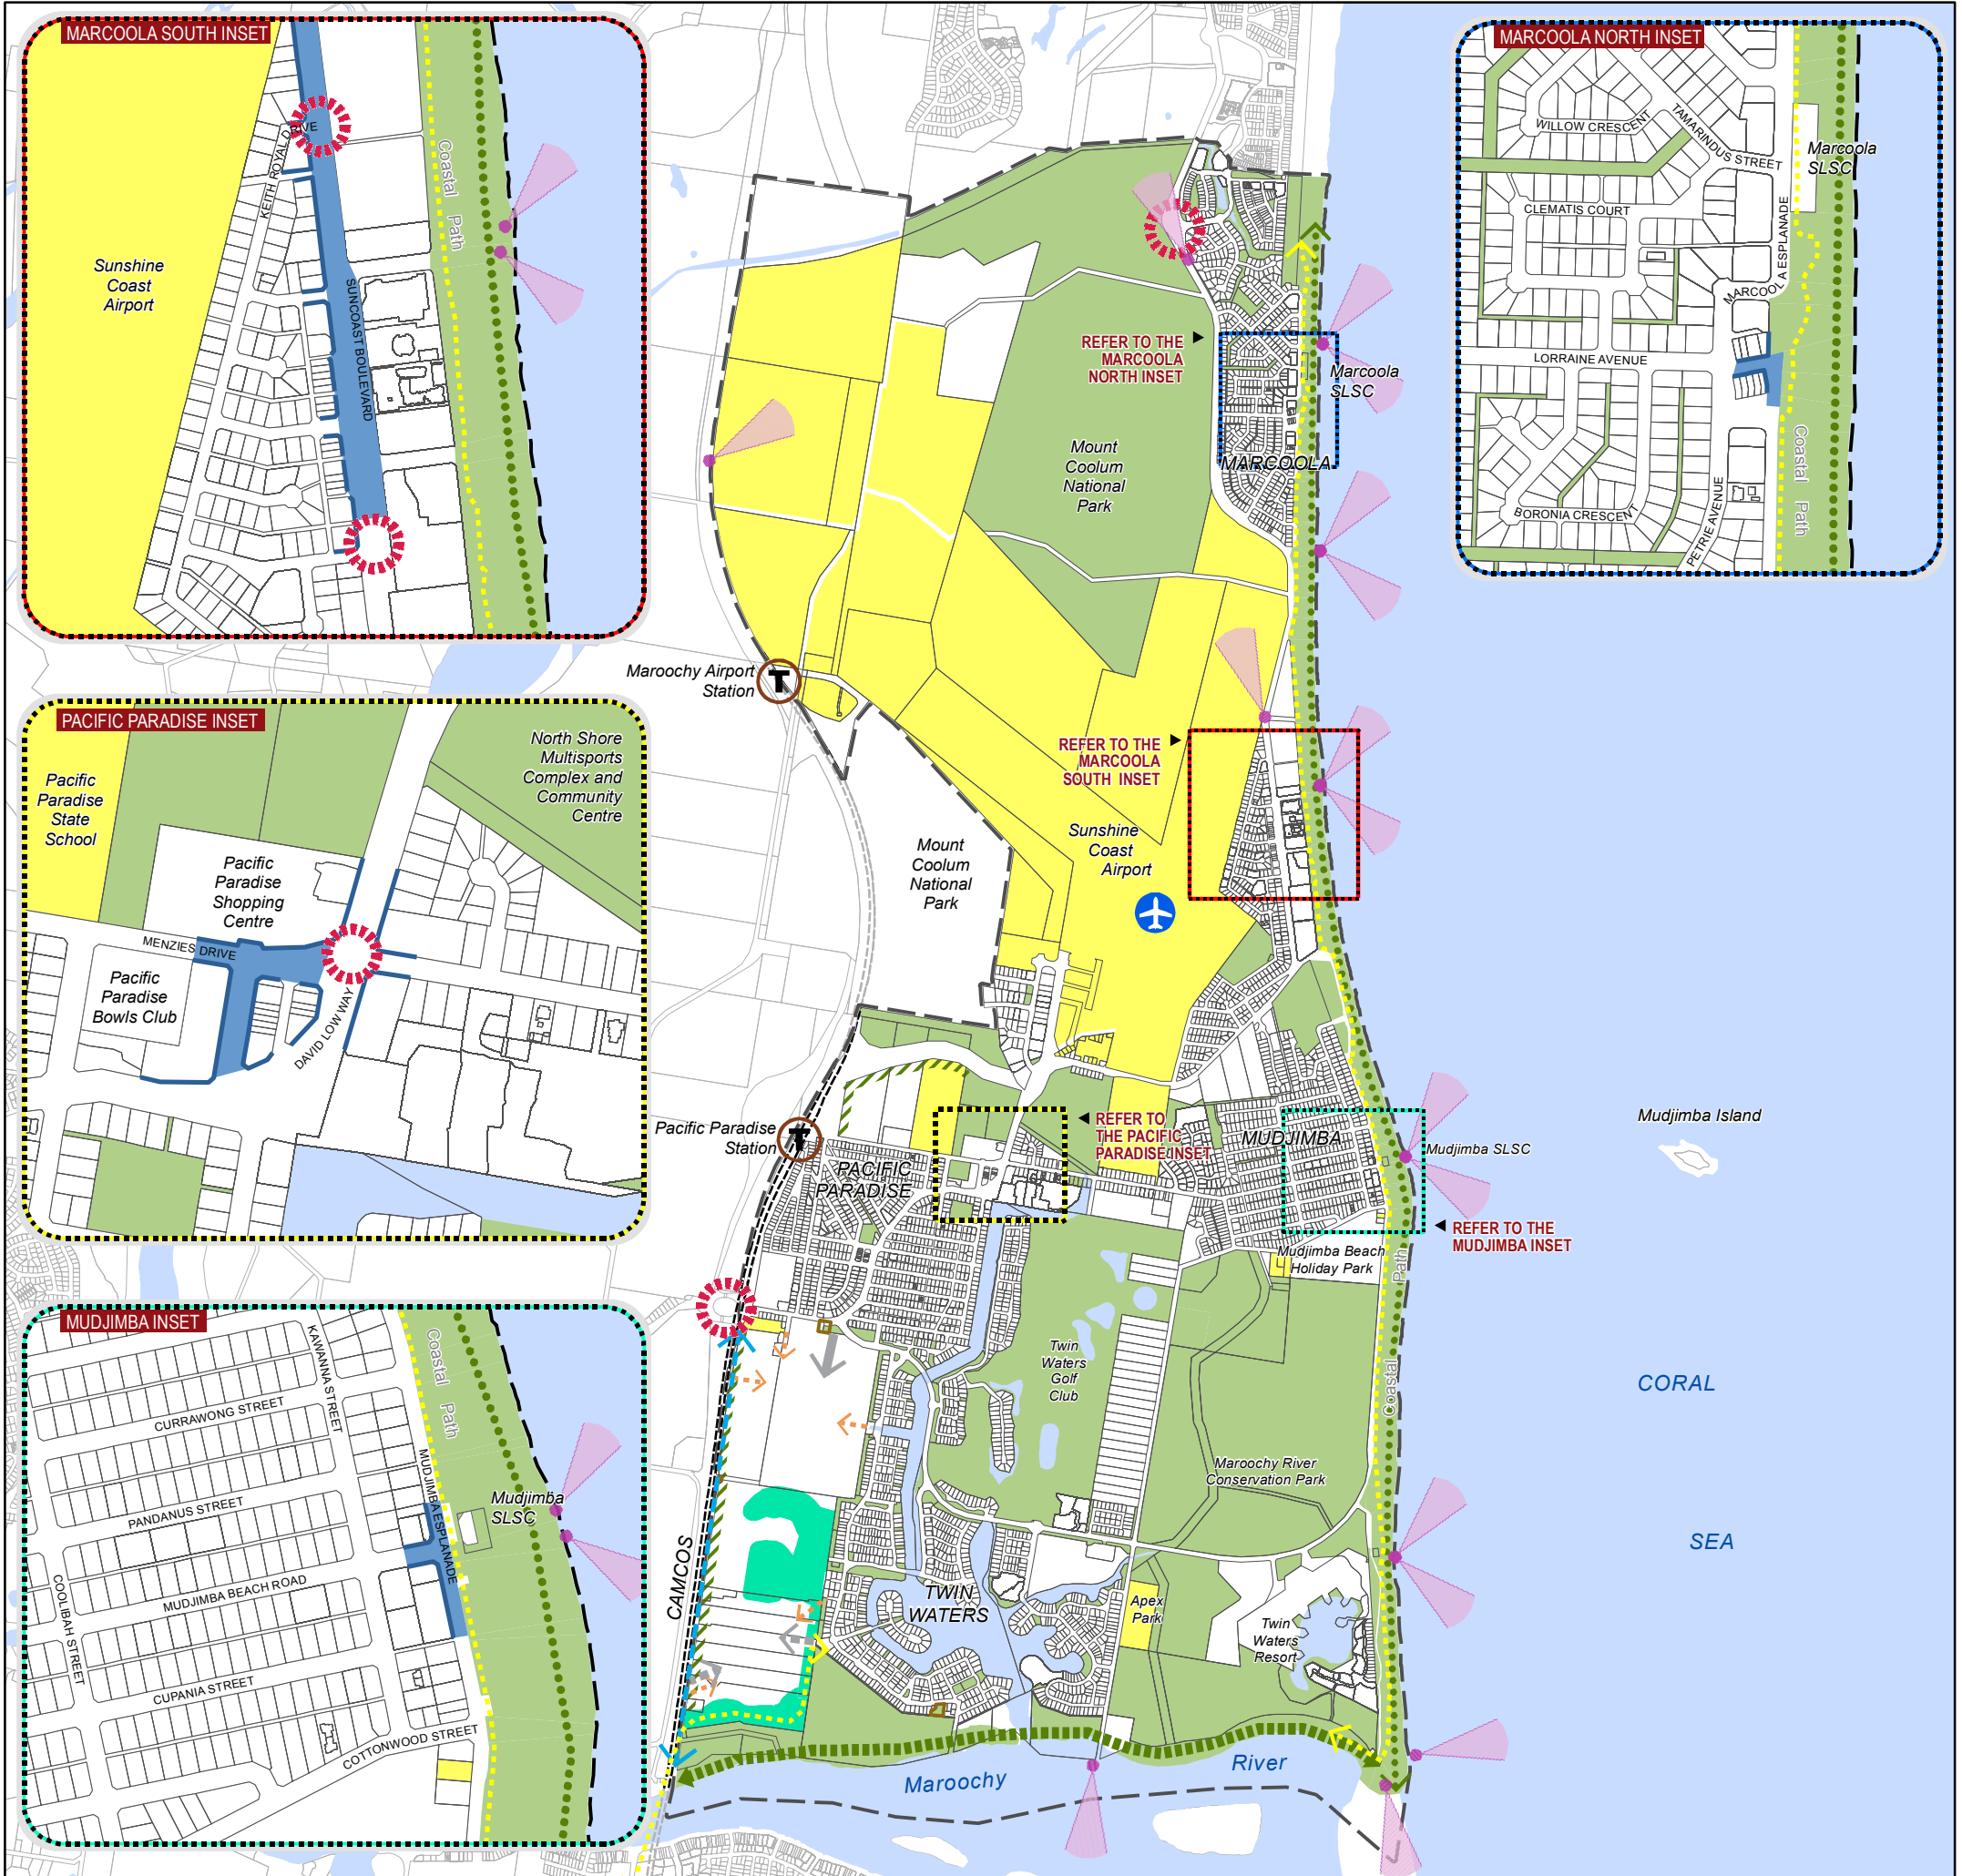 MARCOOLA SOUTH INSET
KEITH ROYAL DRIVE
Coastal Path
Sunshine
Coast
Airport
SUNCOAST BOULEVARD
MARCOOLA NORTH INSET
WILLOW CRESCENT
TAMARINDUS STREET
Marcoola
SLSC
CLEMATIS COURT
MARCOOLA ESPLANADE
LORRAINE AVENUE
Coastal Path
BORONIA CRESCENT
PETRIE AVENUE
REFER TO THE
MARCOOLA
NORTH INSET
Marcoola
SLSC
Mount
Coolum
National
Park
MARCOOLA
Maroochy Airport
Station
T
REFER TO THE
MARCOOLA
SOUTH INSET
Sunshine
Coast
Airport
Mount
Coolum
National
Park
PACIFIC PARADISE INSET
North Shore
Multisports
Complex and
Community
Centre
Pacific
Paradise
State
School
Pacific
Paradise
Shopping
Centre
MENZIES DRIVE
Pacific
Paradise
Bowls Club
DAVID LOW WAY
Pacific Paradise
Station
T
REFER TO
THE PACIFIC
PARADISE INSET
PACIFIC
PARADISE
MUDJIMBA
Mudjimba SLSC
Mudjimba Island
REFER TO THE
MUDJIMBA INSET
Mudjimba Beach
Holiday Park
Coastal Path
Twin
Waters
Golf
Club
CORAL
SEA
Maroochy River
Conservation Park
CAMCOS
TWIN
WATERS
Apex
Park
Twin
Waters
Resort
Maroochy River
MUDJIMBA INSET
KAWANNA STREET
Coastal Path
CURRAWONG STREET
MUDJIMBA ESPLANADE
PANDANUS STREET
Mudjimba
SLSC
MUDJIMBA BEACH ROAD
COOLIBAH STREET
CUPANIA STREET
COTTONWOOD STREET